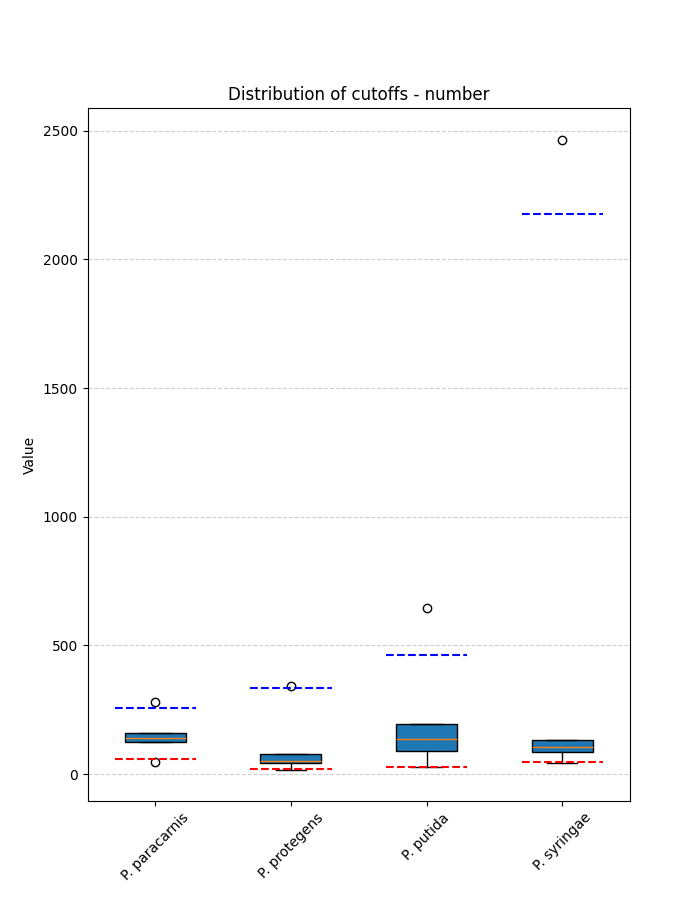 Distribution of cutoffs - number
2500
2000
1500
1000
500
0
Value
P. paracarnis
P. protegens
P. putida
P. syringae